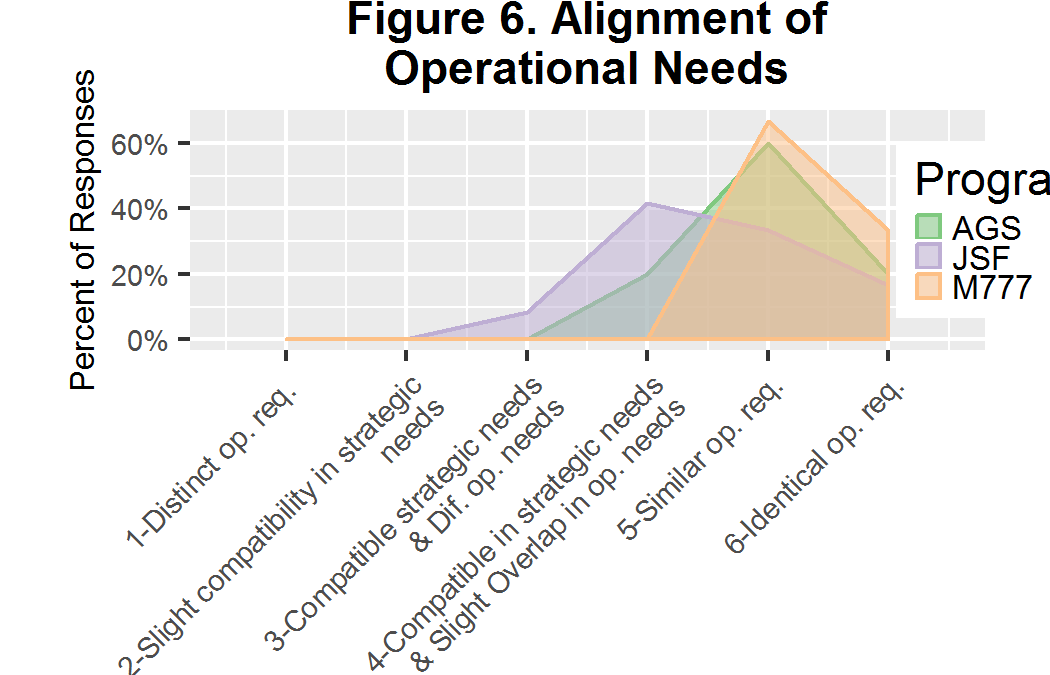 Figure 6. Alignment of
Operational Needs
Percent of Responses
60%
40%
20%
0%
1-Distinct op. req.
2-Slight compatibility in strategic
needs
3-Compatible strategic needs
& Dif. op. needs
4-Compatible in strategic needs
& Slight Overlap in op. needs
5-Similar op. req.
6-Identical op. req.
Progra
AGS
JSF
M777